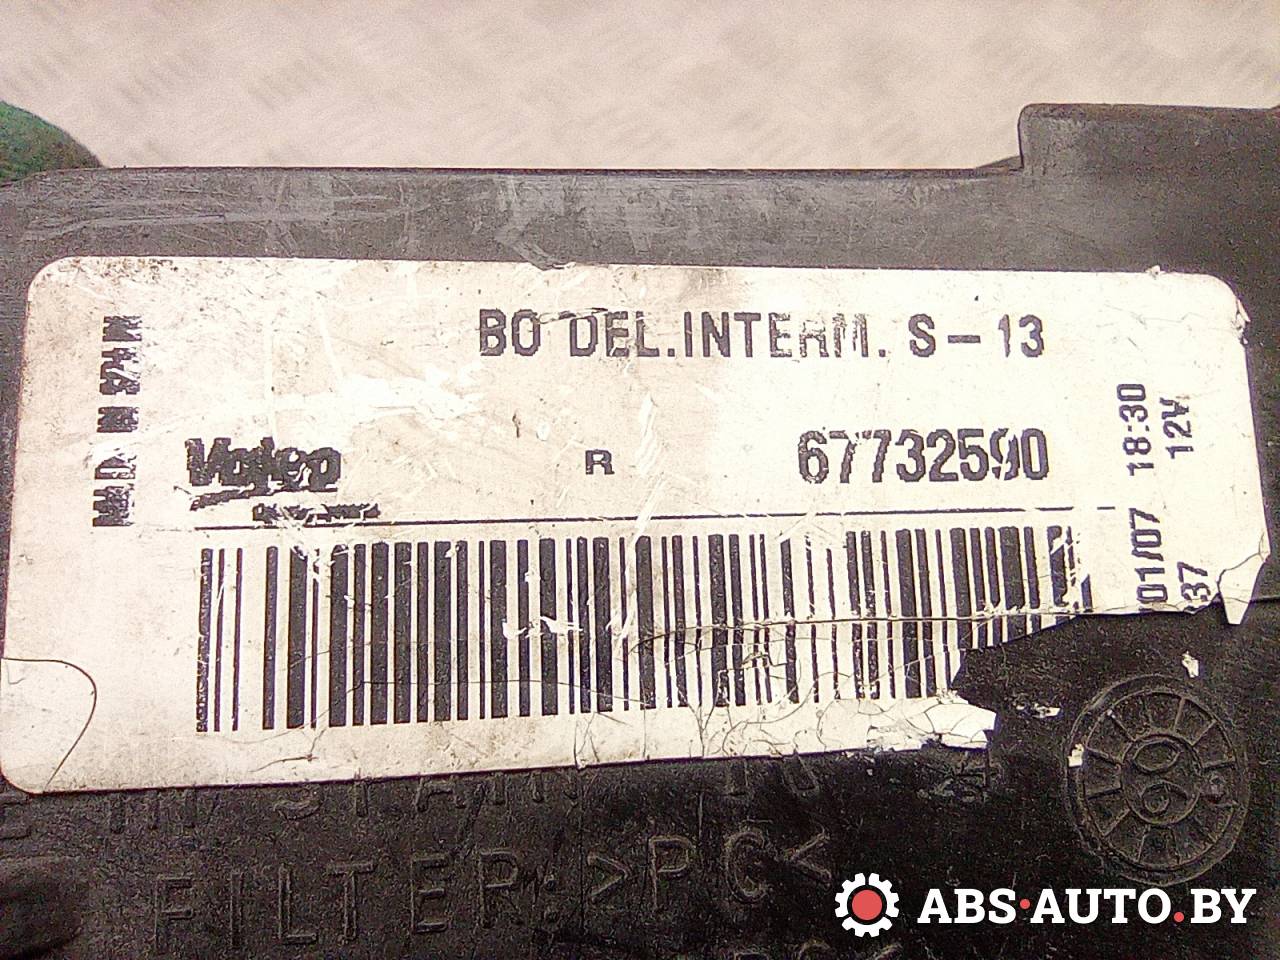 BO DEL.INTERM. S-13
MADE IN SPAIN
Valeo
R
67732590
01/07 18:30
37 12V
FILTER: >PC<
06
ABS·AUTO.BY